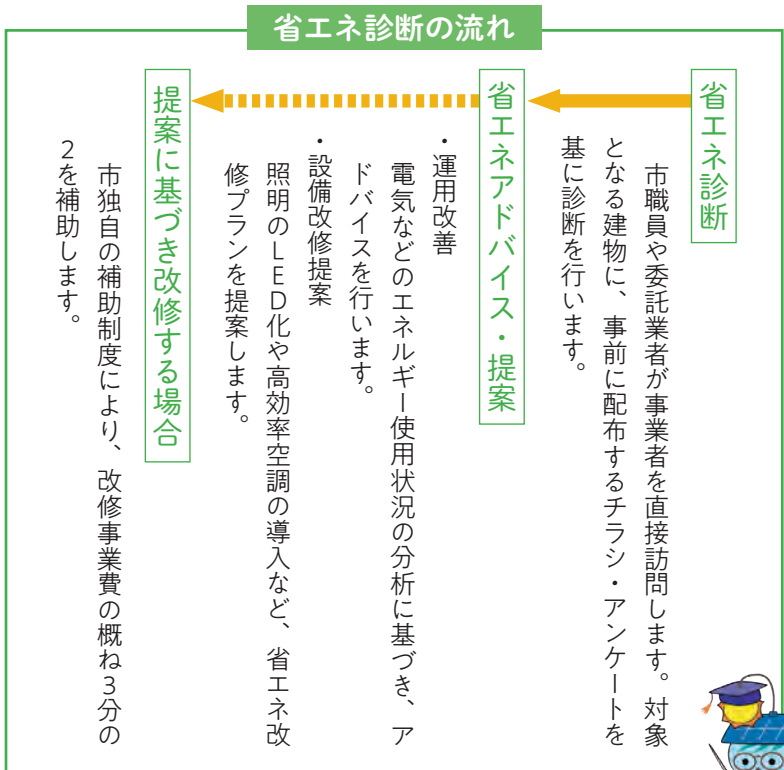 省エネ診断の流れ
省エネ診断
市職員や委託業者が事業者を直接訪問します。対象
となる建物に、事前に配布するチラシ・アンケートを
基に診断を行います。
省エネアドバイス・提案
・運用改善
電気などのエネルギー使用状況の分析に基づき、ア
ドバイスを行います。
・設備改修提案
照明のLED化や高効率空調の導入など、省エネ改
修プランを提案します。
提案に基づき改修する場合
市独自の補助制度により、改修事業費の概ね3分の
2を補助します。